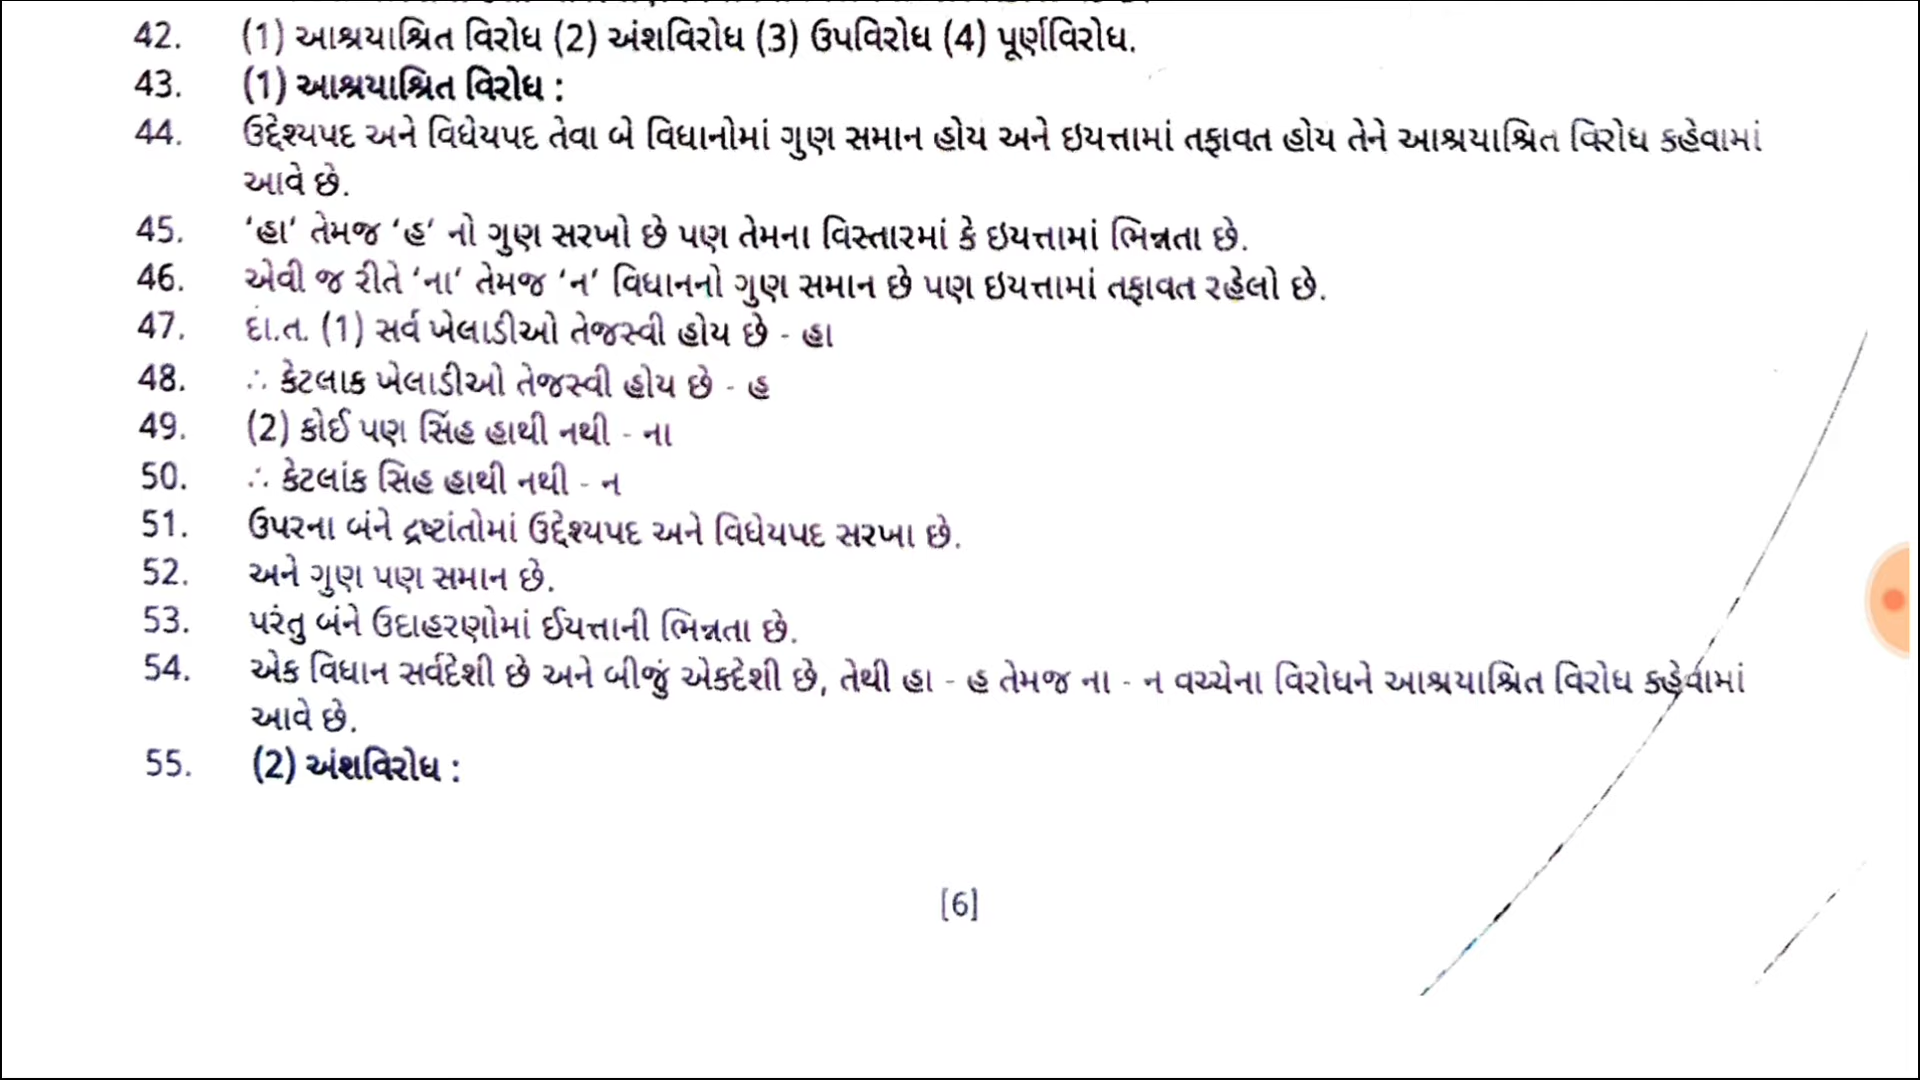 42. (1) આશ્રયાશ્રિત વિરોધ (2) અંશવિરોધ (3) ઉપવિરોધ (4) પૂર્ણવિરોધ.
43. (1) આશ્રયાશ્રિત વિરોધ :
44. ઉદ્દેશ્યપદ અને વિધેયપદ તેવા બે વિધાનોમાં ગુણ સમાન હોય અને ઇયત્તામાં તફાવત હોય તેને આશ્રયાશ્રિત વિરોધ કહેવામાં
આવે છે.
45. ‘હા’ તેમજ ‘હ’ નો ગુણ સરખો છે પણ તેમના વિસ્તારમાં કે ઇયત્તામાં ભિન્નતા છે.
46. એવી જ રીતે ‘ના’ તેમજ ‘ન’ વિધાનનો ગુણ સમાન છે પણ ઇયત્તામાં તફાવત રહેલો છે.
47. દા.ત. (1) સર્વ ખેલાડીઓ તેજસ્વી હોય છે - હા
48. ∴ કેટલાક ખેલાડીઓ તેજસ્વી હોય છે - હ
49. (2) કોઈ પણ સિંહ હાથી નથી - ના
50. ∴ કેટલાંક સિહ હાથી નથી - ન
51. ઉપરના બંને દ્રષ્ટાંતોમાં ઉદ્દેશ્યપદ અને વિધેયપદ સરખા છે.
52. અને ગુણ પણ સમાન છે.
53. પરંતુ બંને ઉદાહરણોમાં ઈયત્તાની ભિન્નતા છે.
54. એક વિધાન સર્વદેશી છે અને બીજું એકદેશી છે, તેથી હા - હ તેમજ ના - ન વચ્ચેના વિરોધને આશ્રયાશ્રિત વિરોધ કહેવામાં
આવે છે.
55. (2) અંશવિરોધ :
[6]